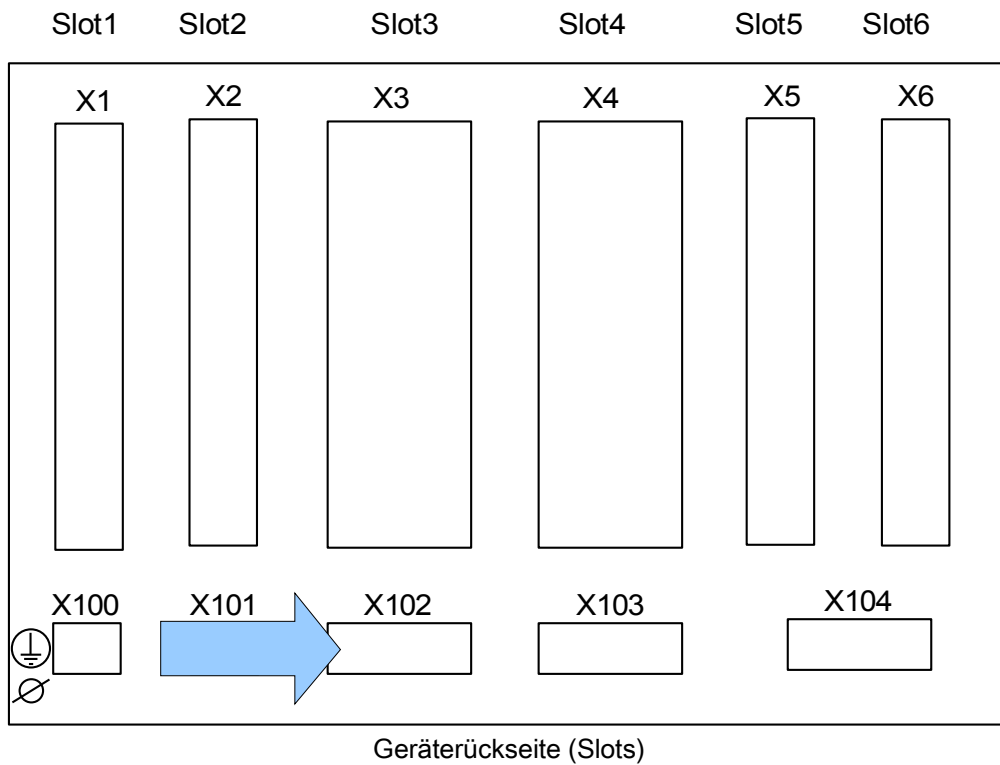 Slot1 Slot2 Slot3 Slot4 Slot5 Slot6
X1 X2 X3 X4 X5 X6
X100 X101 X102 X103 X104
Geräterückseite (Slots)